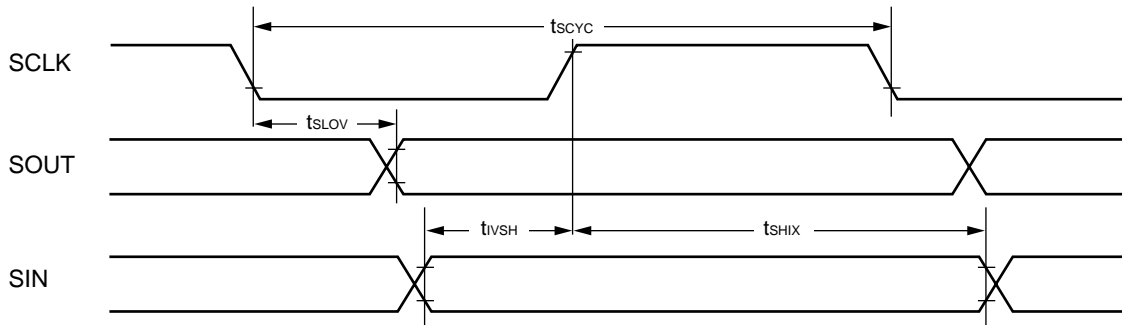 tSCYC
SCLK
tSLOV
SOUT
tIVSH
tSHIX
SIN